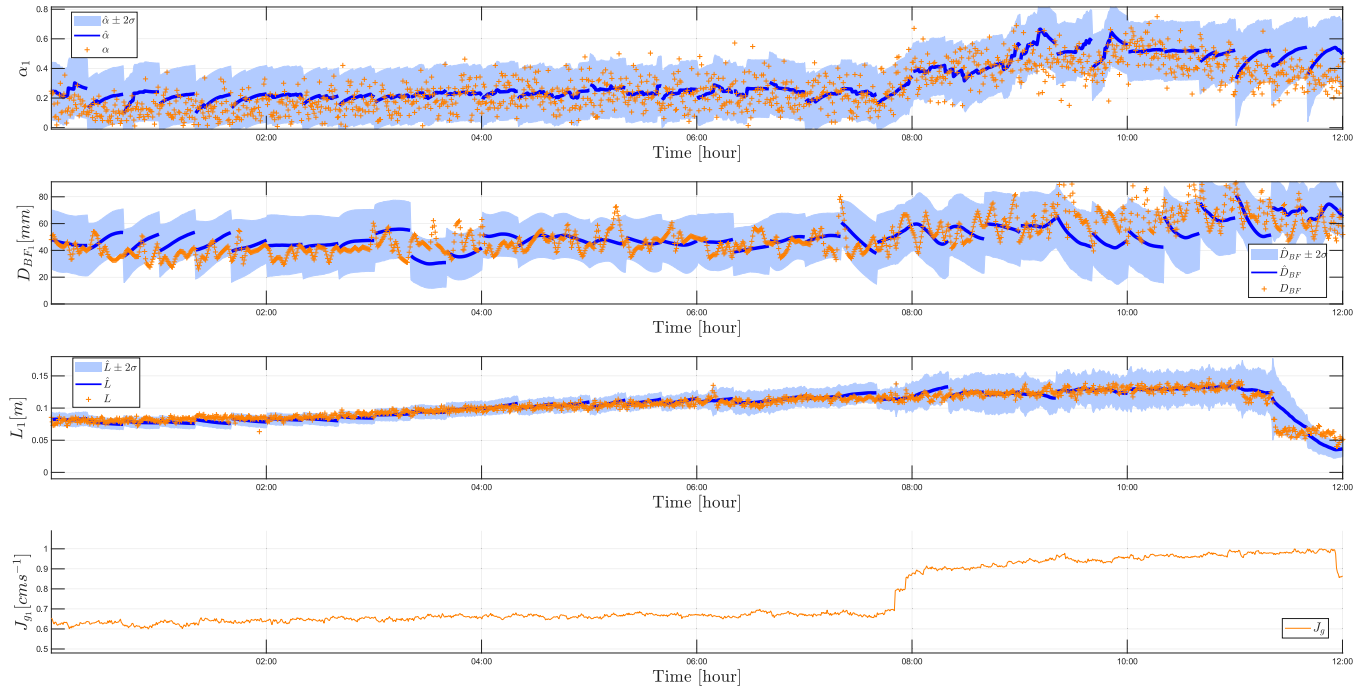 0.8
0.6
0.4
0.2
0
α₁
α̂ ± 2σ
α̂
α
02:00 04:00 06:00 08:00 10:00 12:00
Time [hour]
80
60
40
20
0
D_BF₁ [mm]
D̂_BF ± 2σ
D̂_BF
D_BF
02:00 04:00 06:00 08:00 10:00 12:00
Time [hour]
0.15
0.1
0.05
0
L₁[m]
L̂ ± 2σ
L̂
L
02:00 04:00 06:00 08:00 10:00 12:00
Time [hour]
1
0.9
0.8
0.7
0.6
0.5
J_g₁[cms⁻¹]
J_g
02:00 04:00 06:00 08:00 10:00 12:00
Time [hour]